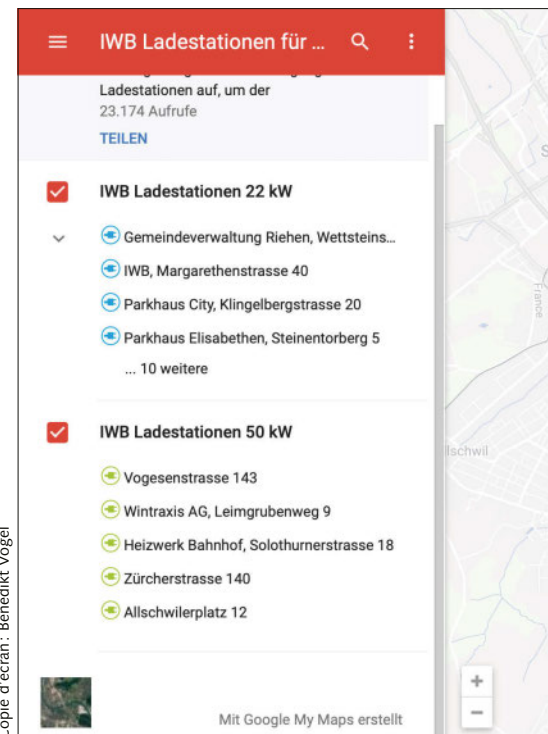 IWB Ladestationen für ...
Ladestationen auf, um der
23.174 Aufrufe
TEILEN
IWB Ladestationen 22 kW
Gemeindeverwaltung Riehen, Wettsteins...
IWB, Margarethenstrasse 40
Parkhaus City, Klingelbergstrasse 20
Parkhaus Elisabethen, Steinentorberg 5
... 10 weitere
IWB Ladestationen 50 kW
Vogesenstrasse 143
Wintraxis AG, Leimgrubenweg 9
Heizwerk Bahnhof, Solothurnerstrasse 18
Zürcherstrasse 140
Allschwilerplatz 12
Mit Google My Maps erstellt
France
lschwil
+
−
Copie d'écran: Benedikt Vogel